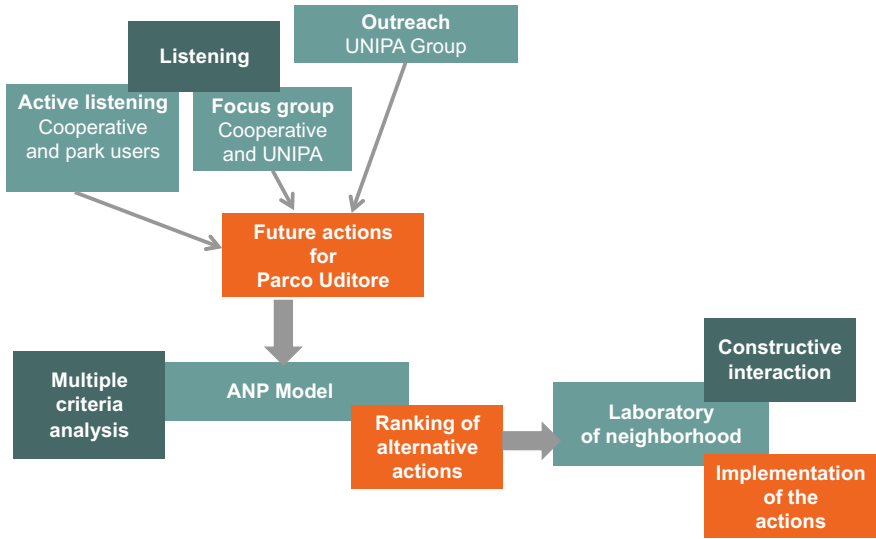 Outreach
UNIPA Group
Listening
Active listening
Cooperative
and park users
Focus group
Cooperative
and UNIPA
Future actions
for
Parco Uditore
Multiple
criteria
analysis
ANP Model
Ranking of
alternative
actions
Laboratory
of neighborhood
Constructive
interaction
Implementation
of the
actions